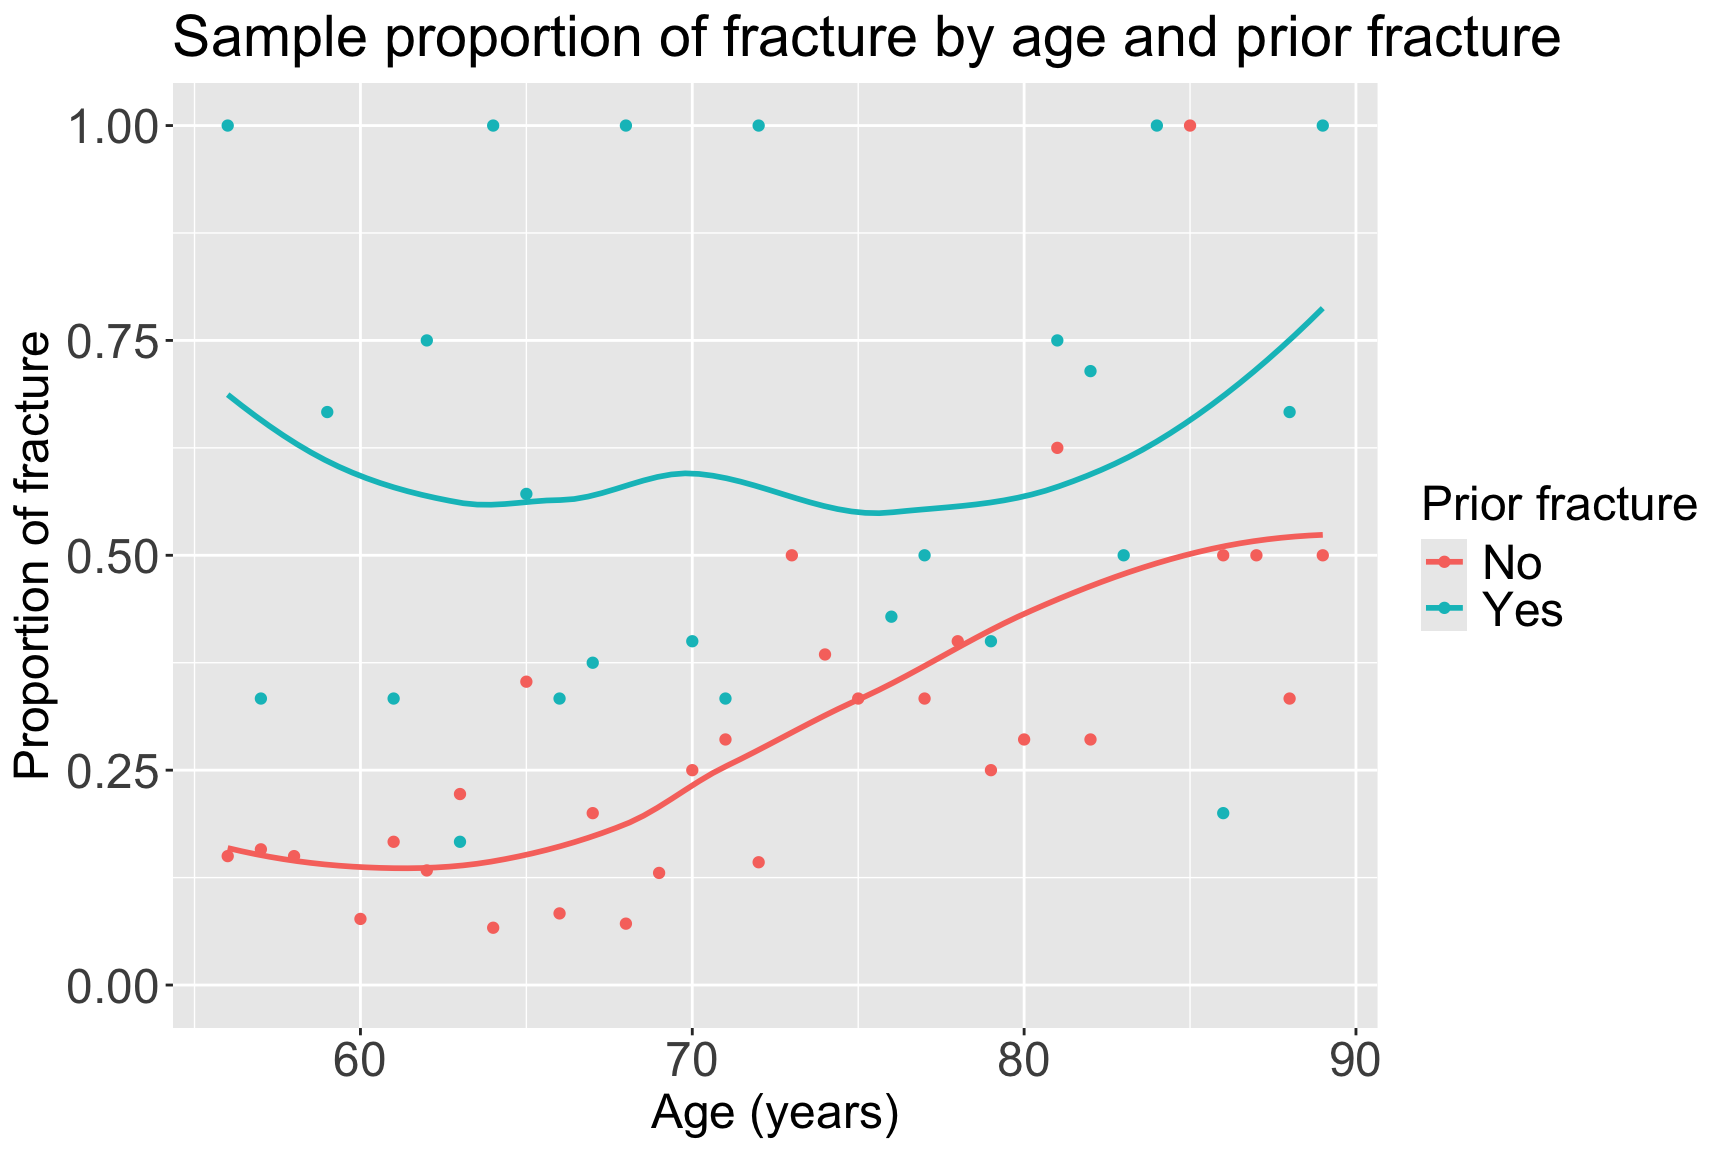 Sample proportion of fracture by age and prior fracture
Proportion of fracture
1.00
0.75
0.50
0.25
0.00
60 70 80 90
Age (years)
Prior fracture
No
Yes